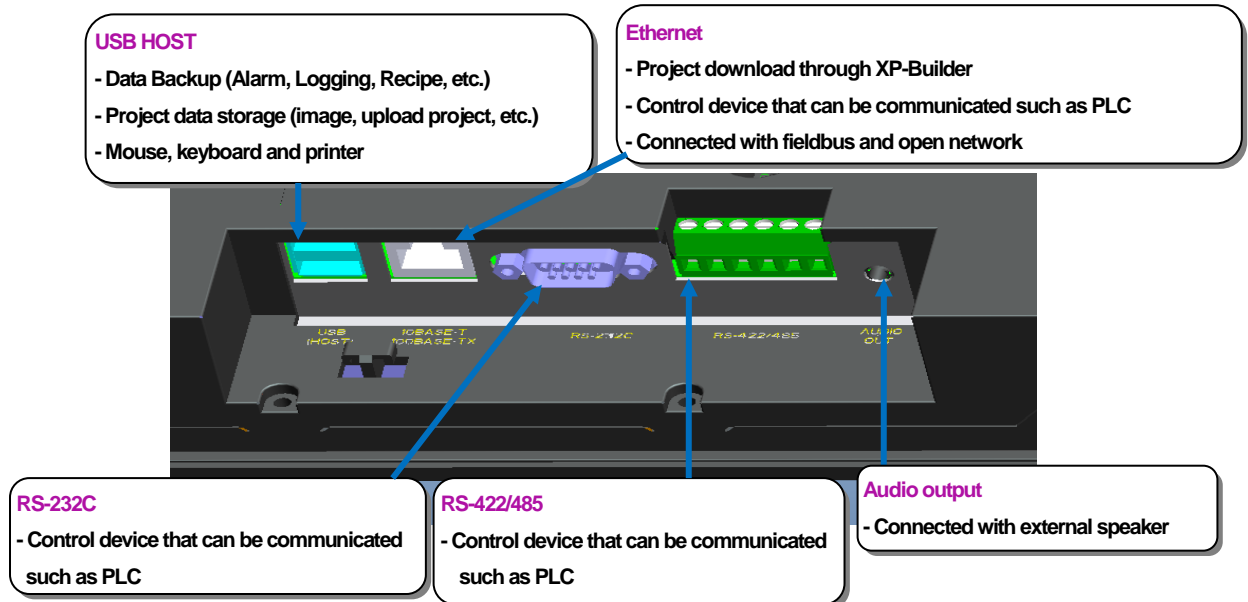 USB HOST
- Data Backup (Alarm, Logging, Recipe, etc.)
- Project data storage (image, upload project, etc.)
- Mouse, keyboard and printer
Ethernet
- Project download through XP-Builder
- Control device that can be communicated such as PLC
- Connected with fieldbus and open network
USB
(HOST)
10BASE-T
100BASE-TX
RS-232C
RS-422/485
AUDIO
OUT
RS-232C
- Control device that can be communicated
such as PLC
RS-422/485
- Control device that can be communicated
such as PLC
Audio output
- Connected with external speaker